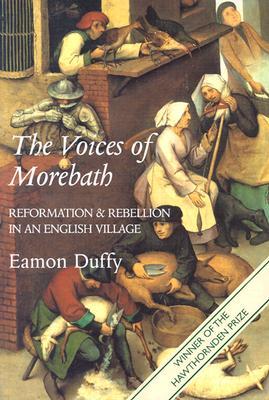 The Voices of
Morebath
REFORMATION & REBELLION
IN AN ENGLISH VILLAGE
Eamon Duffy
WINNER OF THE
HAWTHORNDEN PRIZE